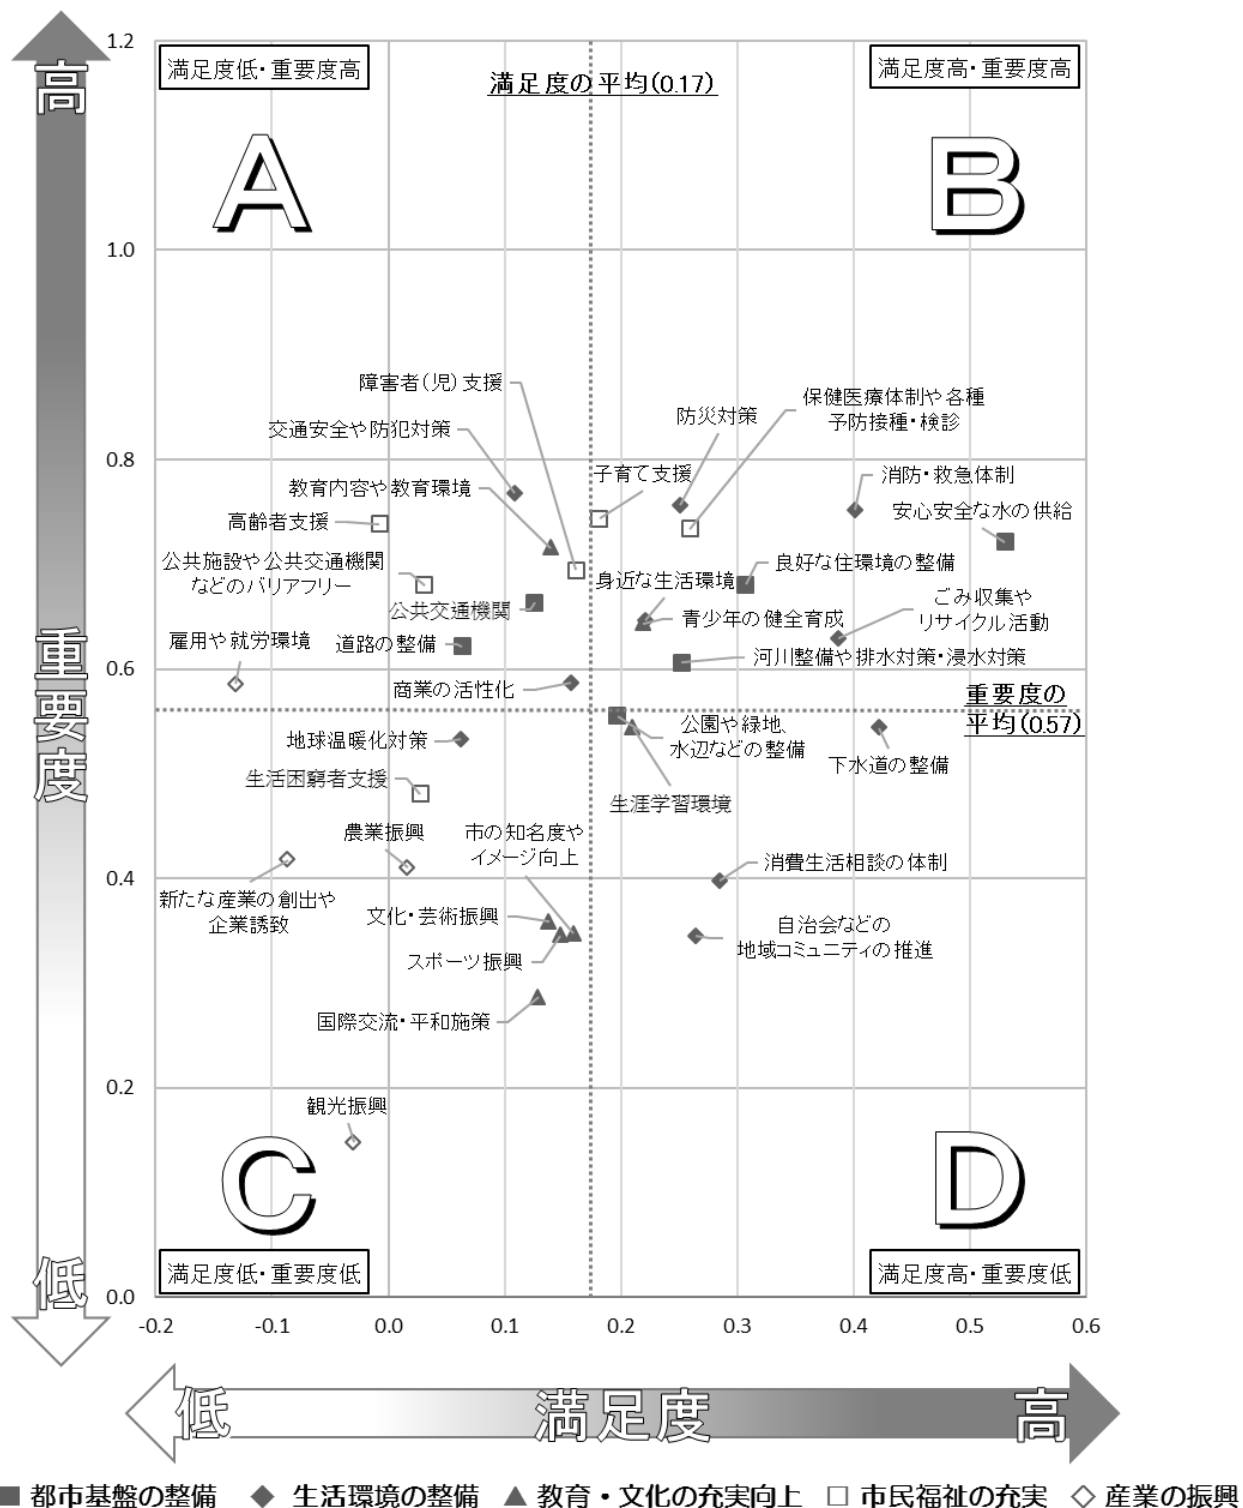 高
重要度
低
1.2
1.0
0.8
0.6
0.4
0.2
0.0
満足度低・重要度高
満足度高・重要度高
満足度の平均(0.17)
A
B
障害者(児)支援
交通安全や防犯対策
防災対策
保健医療体制や各種
予防接種・検診
教育内容や教育環境
子育て支援
消防・救急体制
高齢者支援
安心安全な水の供給
公共施設や公共交通機関
などのバリアフリー
身近な生活環境
良好な住環境の整備
公共交通機関
青少年の健全育成
ごみ収集や
リサイクル活動
雇用や就労環境
道路の整備
河川整備や排水対策・浸水対策
商業の活性化
重要度の
平均(0.57)
地球温暖化対策
公園や緑地、
水辺などの整備
下水道の整備
生活困窮者支援
生涯学習環境
農業振興
市の知名度や
イメージ向上
消費生活相談の体制
新たな産業の創出や
企業誘致
文化・芸術振興
自治会などの
地域コミュニティの推進
スポーツ振興
国際交流・平和施策
観光振興
C
D
満足度低・重要度低
満足度高・重要度低
-0.2 -0.1 0.0 0.1 0.2 0.3 0.4 0.5 0.6
低 満足度 高
■ 都市基盤の整備 ◆ 生活環境の整備 ▲ 教育・文化の充実向上 □ 市民福祉の充実 ◇ 産業の振興